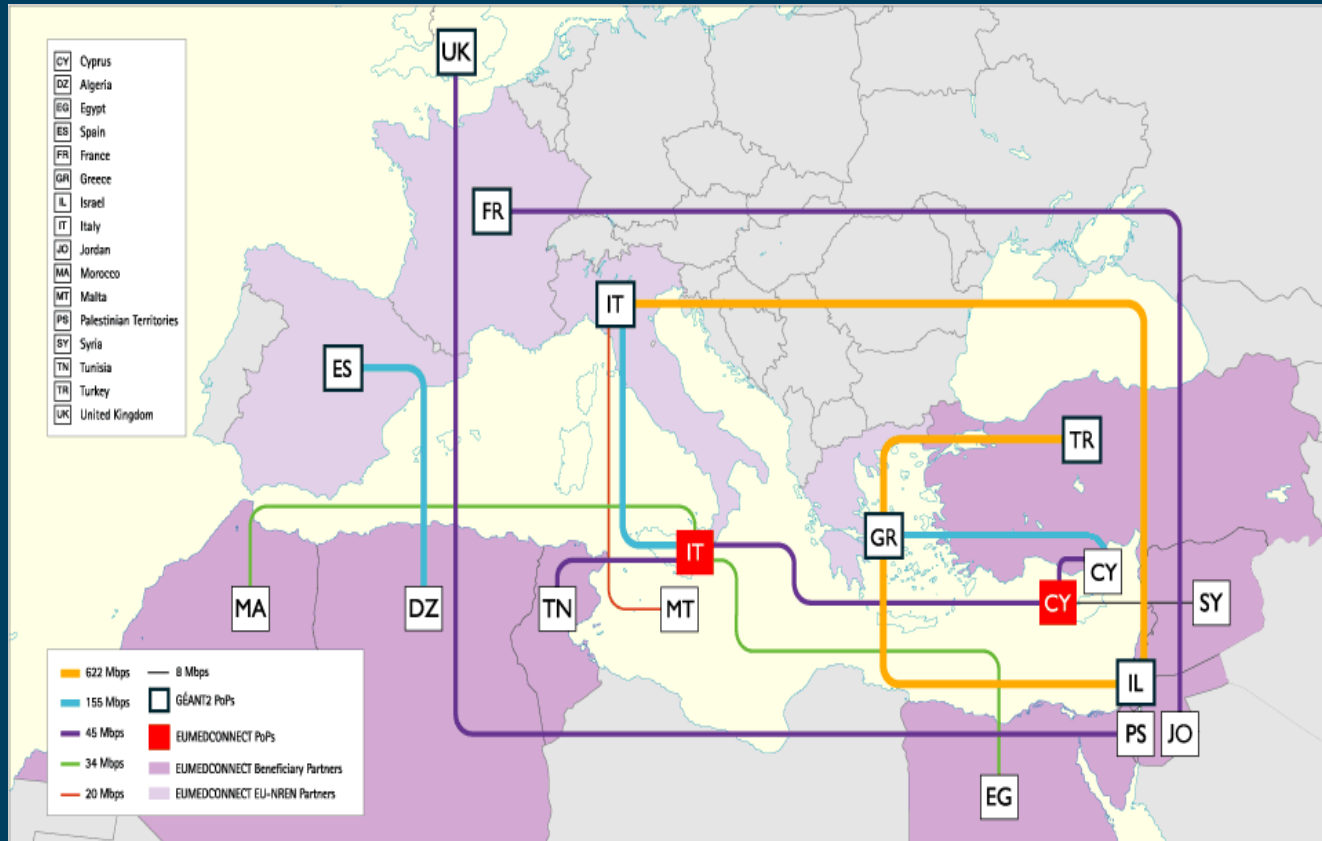 CY Cyprus
DZ Algeria
EG Egypt
ES Spain
FR France
GR Greece
IL Israel
IT Italy
JO Jordan
MA Morocco
MT Malta
PS Palestinian Territories
SY Syria
TN Tunisia
TR Turkey
UK United Kingdom
UK
FR
IT
ES
TR
GR
IT
CY
MA
DZ
TN
MT
CY
SY
IL
PS
JO
EG
622 Mbps
155 Mbps
45 Mbps
34 Mbps
20 Mbps
8 Mbps
GÉANT2 PoPs
EUMEDCONNECT PoPs
EUMEDCONNECT Beneficiary Partners
EUMEDCONNECT EU-NREN Partners